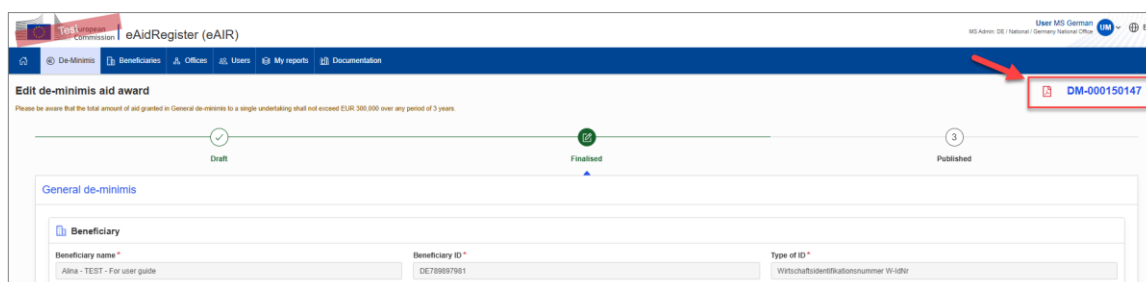 Test
European
Commission
eAidRegister (eAIR)
User MS German
MS Admin: DE / National / Germany National Office
UM
De-Minimis
Beneficiaries
Offices
Users
My reports
Documentation
Edit de-minimis aid award
DM-000150147
Please be aware that the total amount of aid granted in General de-minimis to a single undertaking shall not exceed EUR 300,000 over any period of 3 years.
3
Draft
Finalised
Published
General de-minimis
Beneficiary
Beneficiary name *
Beneficiary ID *
Type of ID *
Alina - TEST - For user guide
DE789897981
Wirtschaftsidentifikationsnummer W-IdNr